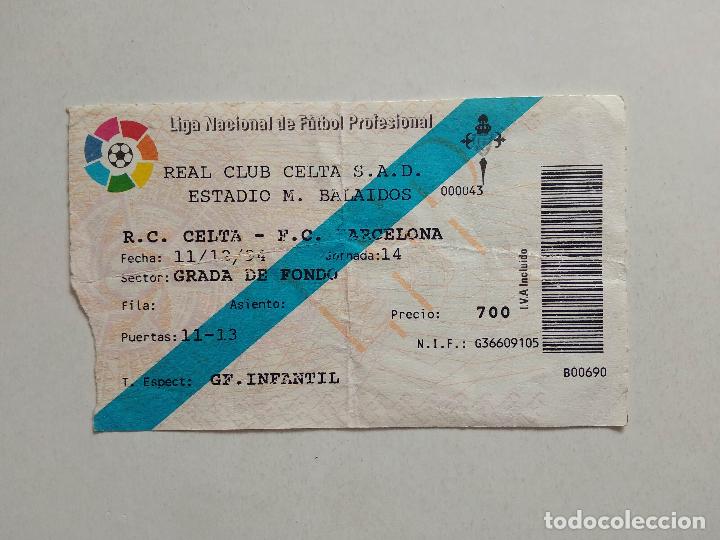 Liga Nacional de Fútbol Profesional
REAL CLUB CELTA S.A.D.
ESTADIO M. BALAIDOS
000043
R.C. CELTA - F.C. BARCELONA
Fecha: 11/12/94 Jornada: 14
Sector: GRADA DE FONDO
Fila: Asiento:
Precio: 700
I.V.A Incluido
Puertas: 11-13
N.I.F.: G36609105
B00690
T. Espect: GF.INFANTIL
todocoleccion.net